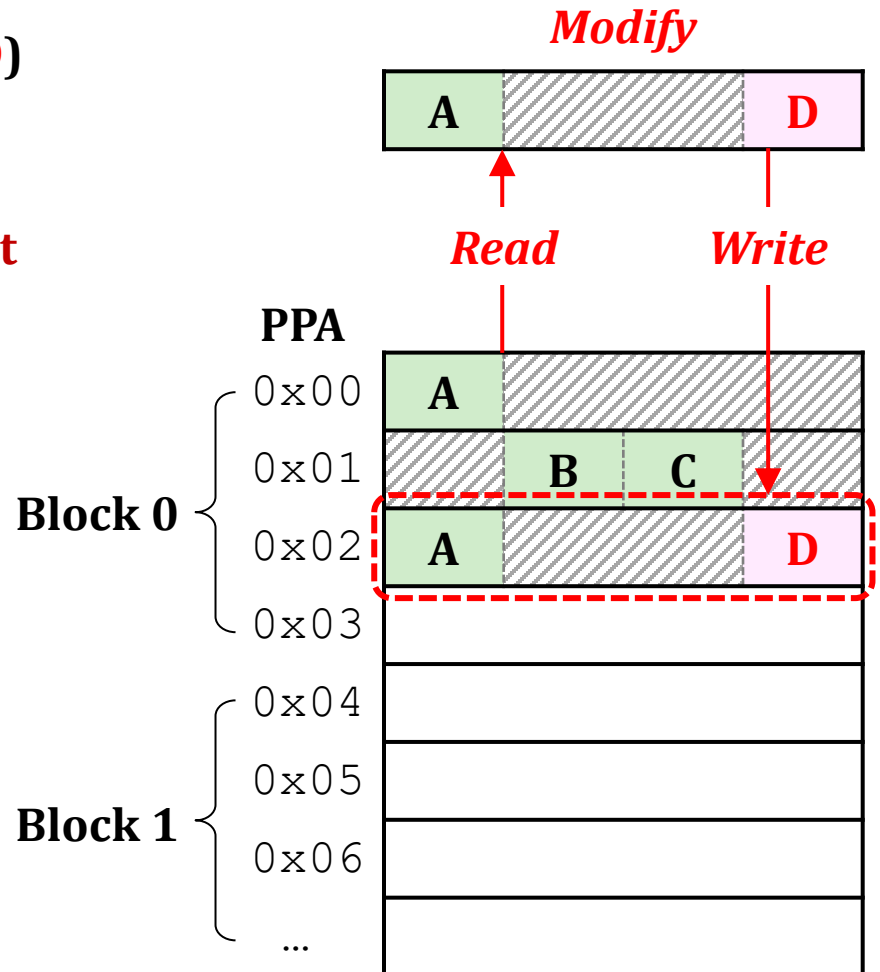 )
t
Modify
A D
Read Write
PPA
0x00 A
0x01 B C
Block 0
0x02 A D
0x03
0x04
0x05
Block 1
0x06
...